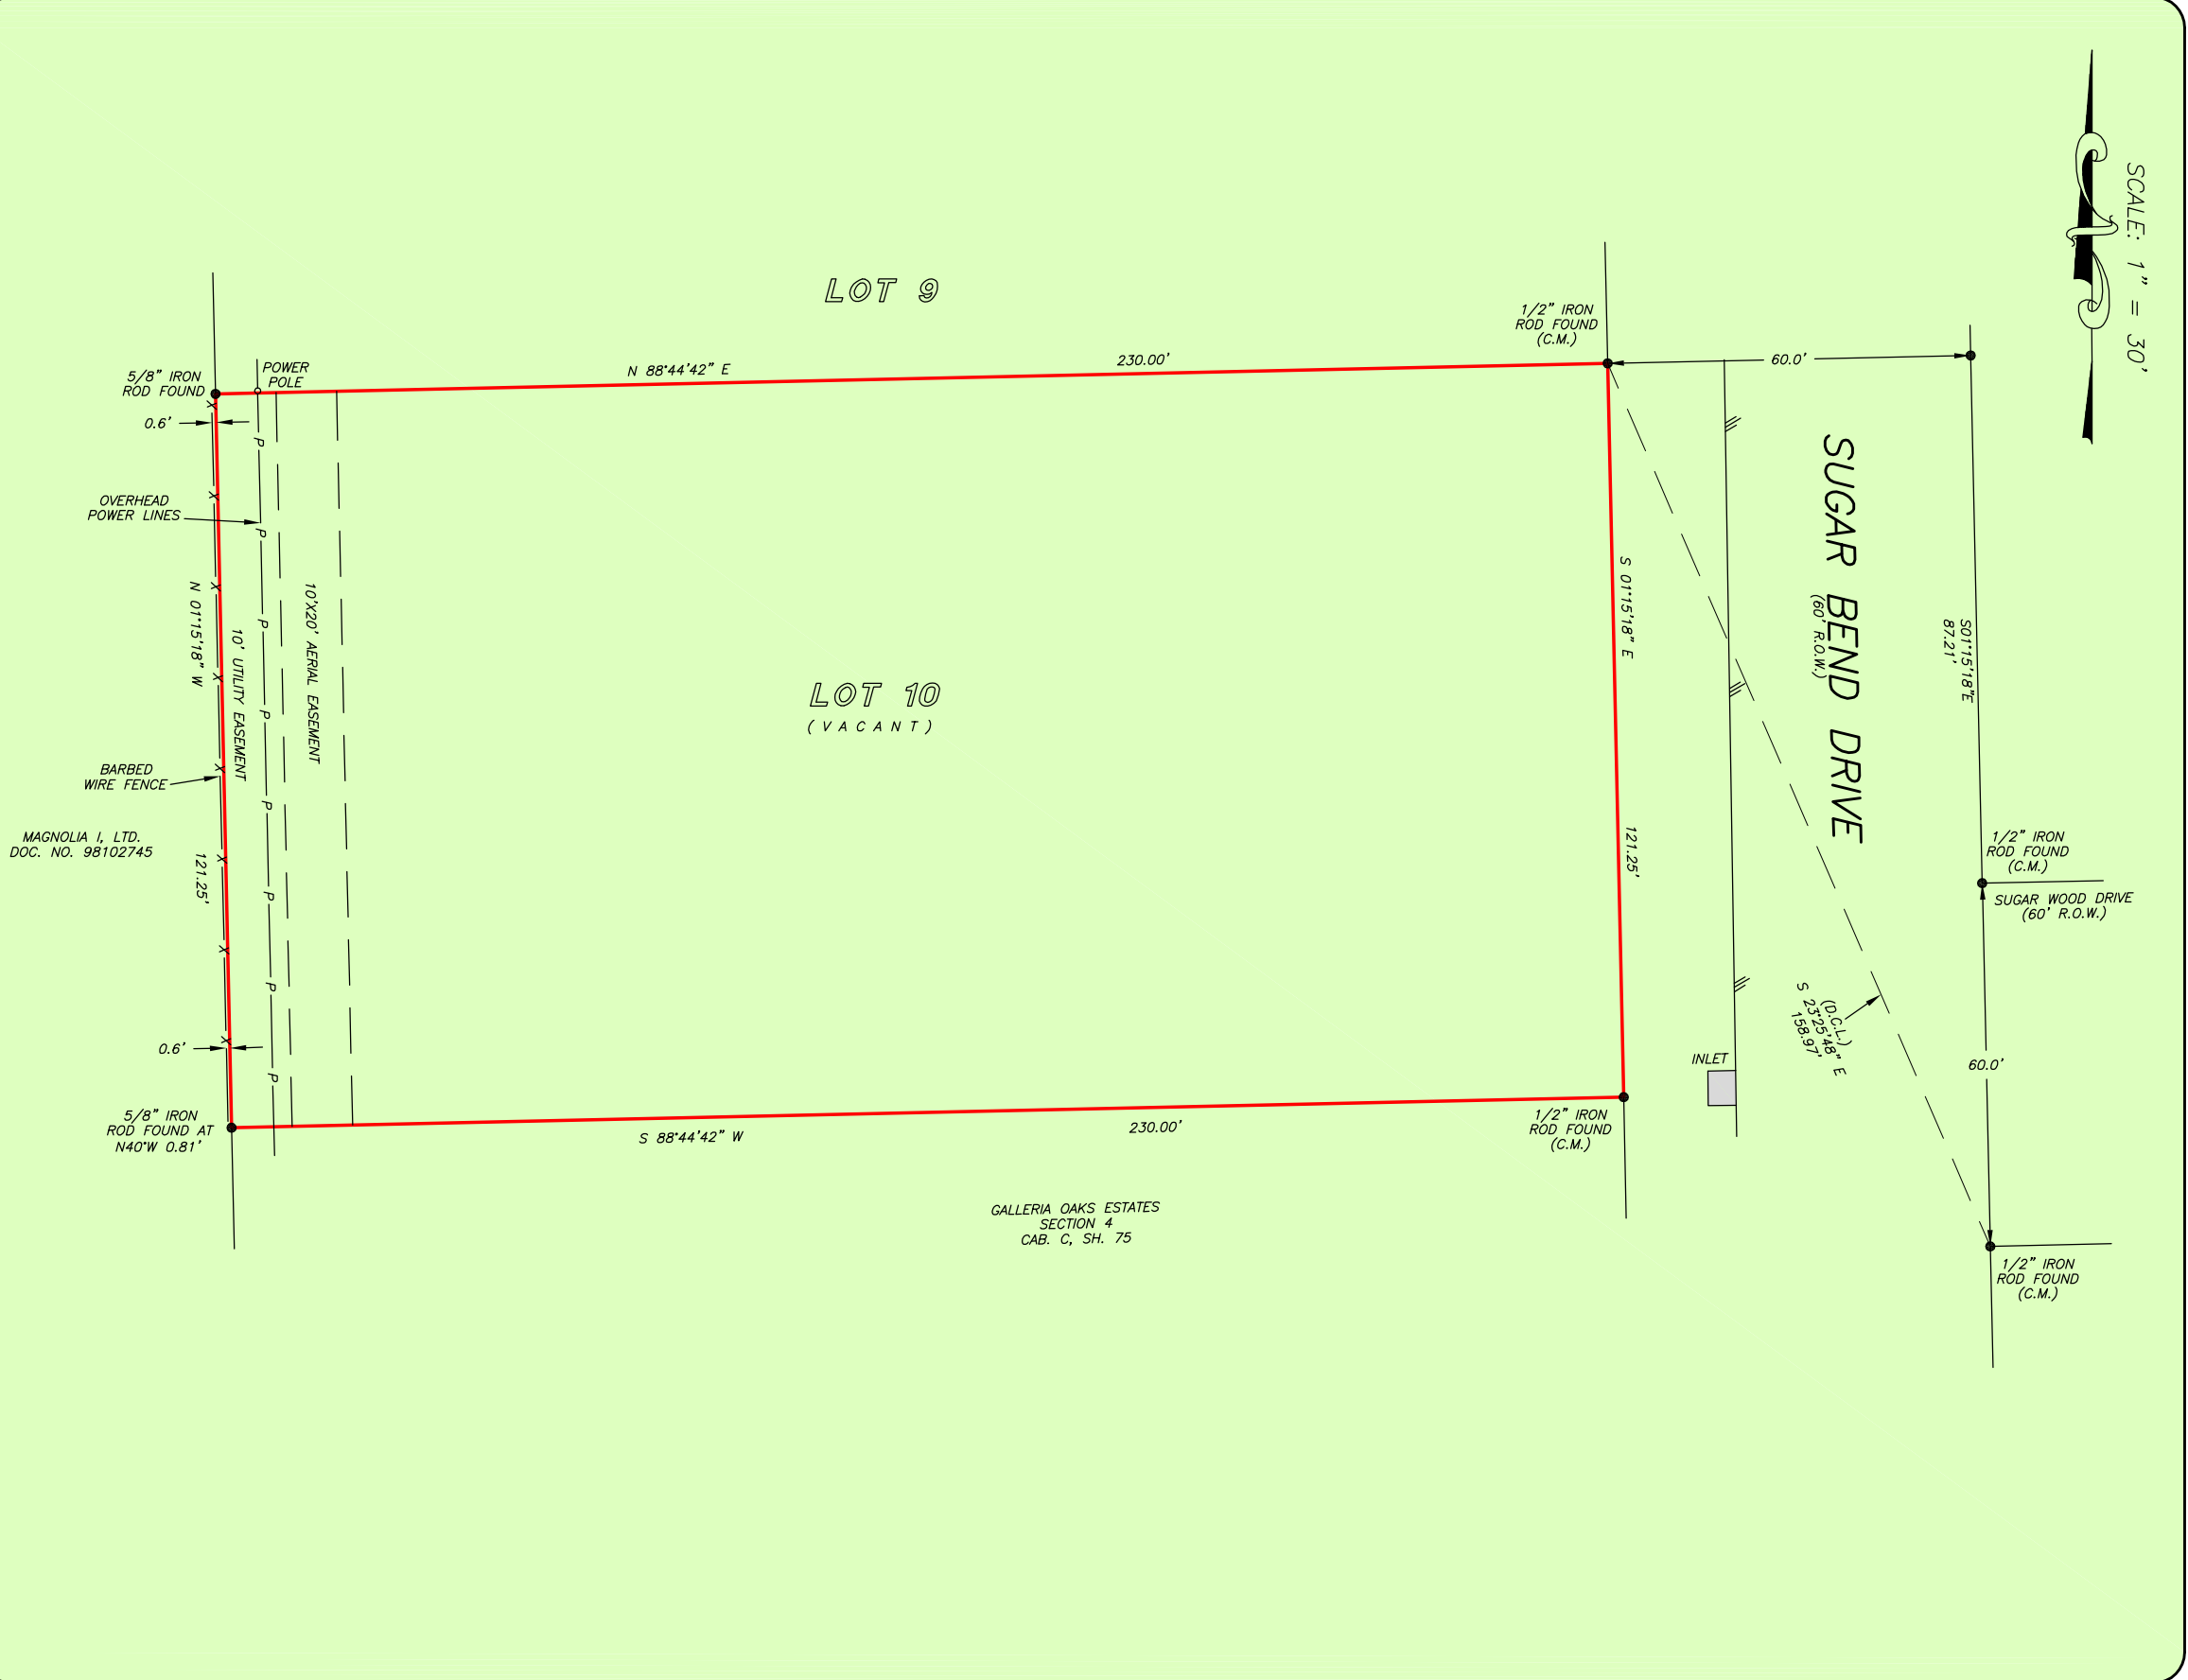 SCALE: 1" = 30'
LOT 9
1/2" IRON
ROD FOUND
(C.M.)
60.0'
N 88°44'42" E
230.00'
POWER
POLE
5/8" IRON
ROD FOUND
0.6'
P
X
OVERHEAD
POWER LINES
P
X
X
X
X
X
X
X
P
P
P
P
P
P
N 01°15'18" W
121.25'
10' UTILITY EASEMENT
10'X20' AERIAL EASEMENT
S 01°15'18" E
121.25'
SUGAR BEND DRIVE
(60' R.O.W.)
S01°15'18"E
87.21'
LOT 10
(VACANT)
BARBED
WIRE FENCE
MAGNOLIA I, LTD.
DOC. NO. 98102745
1/2" IRON
ROD FOUND
(C.M.)
SUGAR WOOD DRIVE
(60' R.O.W.)
(D.C.L.)
S 23°25'48" E
158.97'
INLET
60.0'
0.6'
5/8" IRON
ROD FOUND AT
N40°W 0.81'
S 88°44'42" W
230.00'
1/2" IRON
ROD FOUND
(C.M.)
GALLERIA OAKS ESTATES
SECTION 4
CAB. C, SH. 75
1/2" IRON
ROD FOUND
(C.M.)